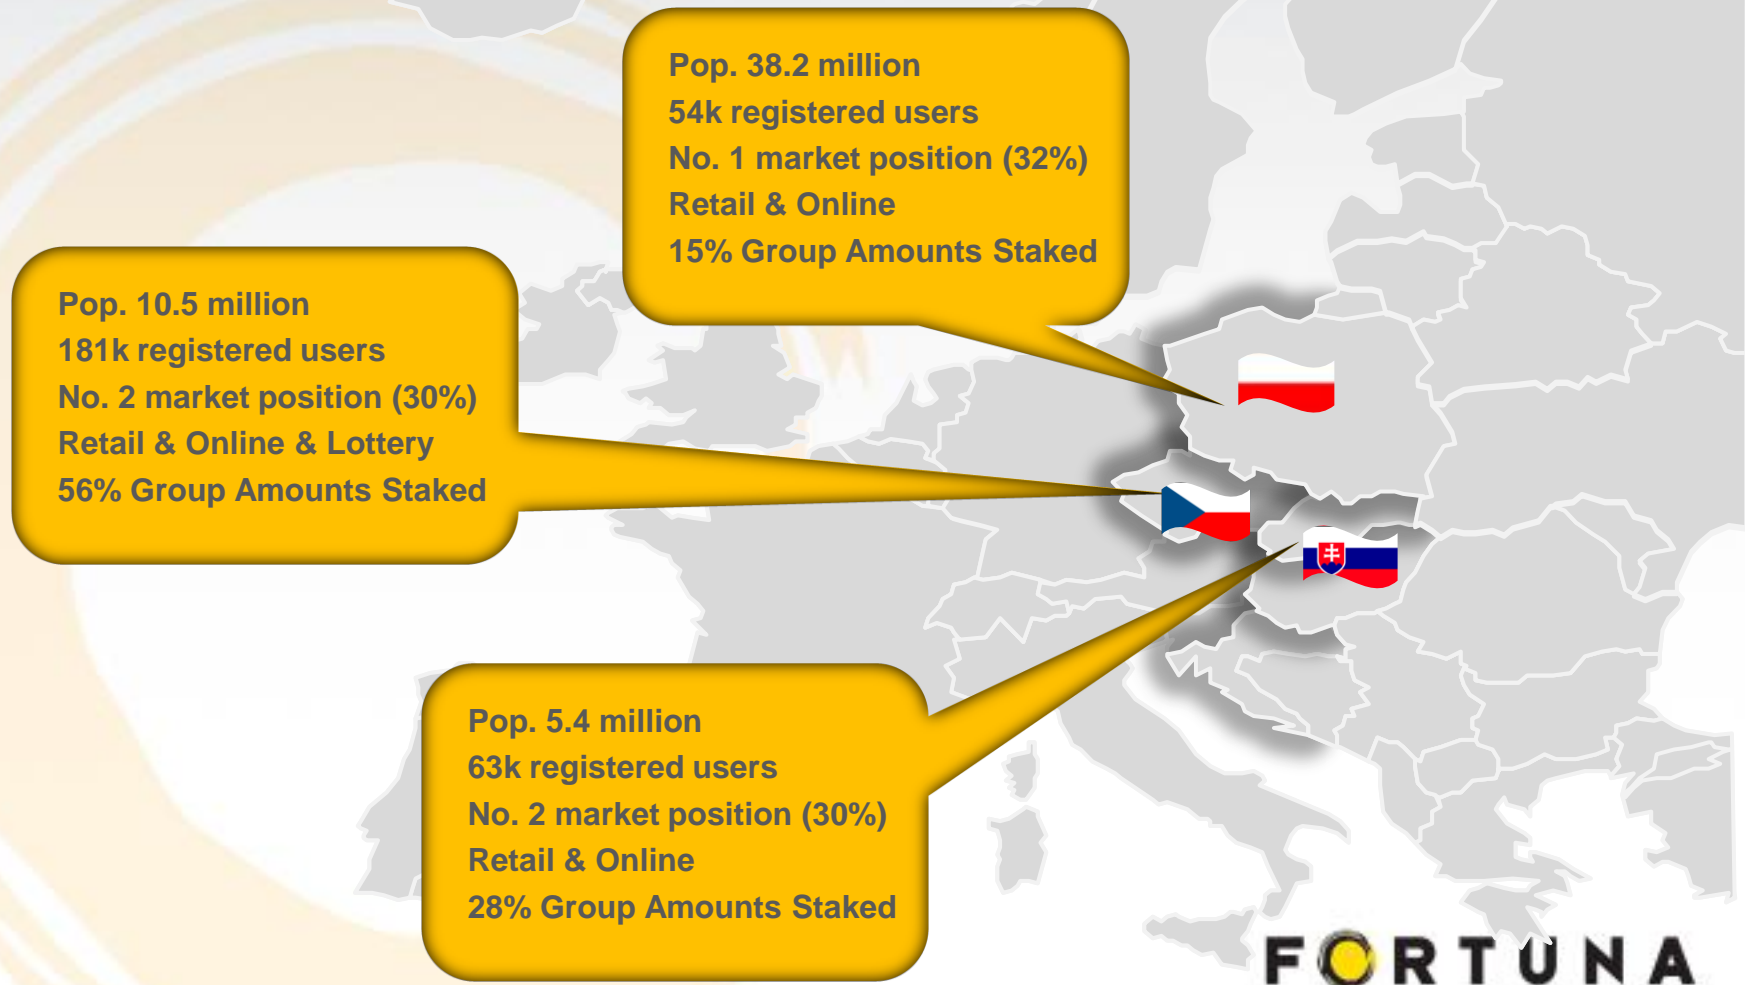 Pop. 38.2 million
54k registered users
No. 1 market position (32%)
Retail & Online
15% Group Amounts Staked
Pop. 10.5 million
181k registered users
No. 2 market position (30%)
Retail & Online & Lottery
56% Group Amounts Staked
Pop. 5.4 million
63k registered users
No. 2 market position (30%)
Retail & Online
28% Group Amounts Staked
FORTUNA